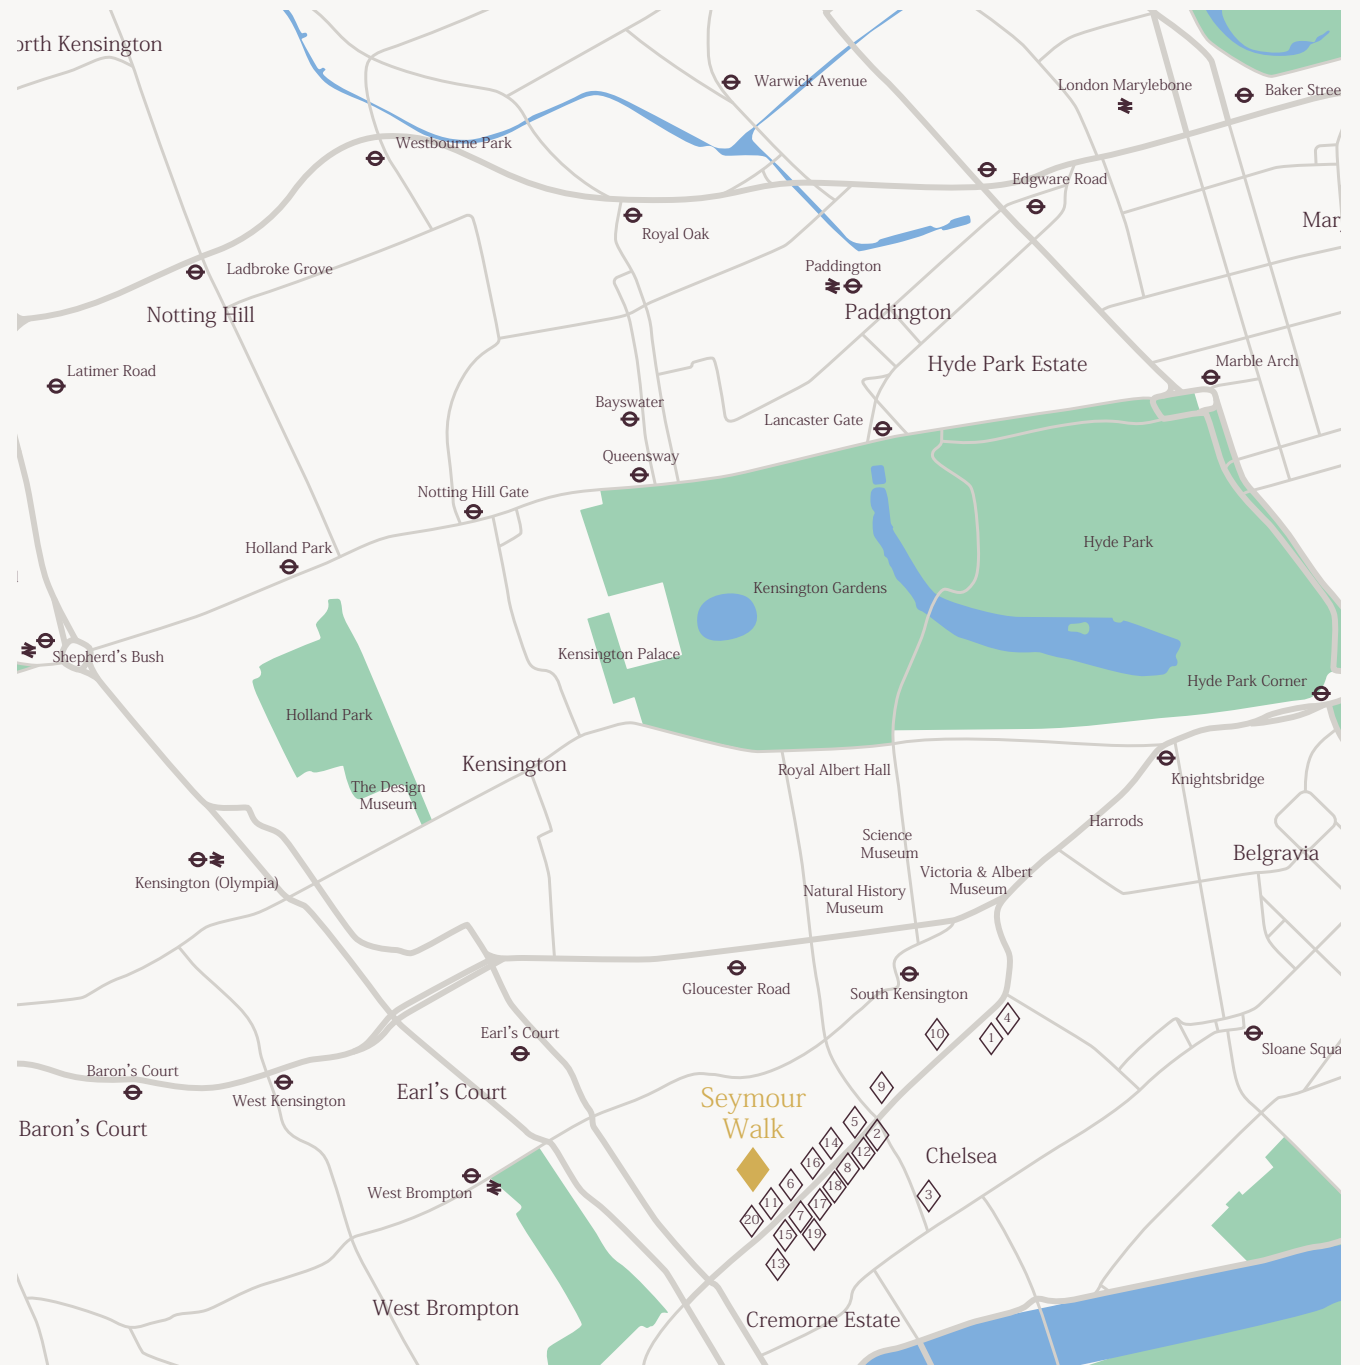 orth Kensington
Warwick Avenue
London Marylebone
Baker Stree
Westbourne Park
Edgware Road
Royal Oak
Mar
Ladbroke Grove
Paddington
Notting Hill
Paddington
Latimer Road
Hyde Park Estate
Marble Arch
Bayswater
Lancaster Gate
Queensway
Notting Hill Gate
Holland Park
Hyde Park
Kensington Gardens
Shepherd's Bush
Kensington Palace
Hyde Park Corner
Holland Park
Kensington
Royal Albert Hall
Knightsbridge
The Design
Museum
Harrods
Science
Museum
Belgravia
Kensington (Olympia)
Victoria & Albert
Museum
Natural History
Museum
Gloucester Road
South Kensington
Earl's Court
4
10
1
Sloane Squa
Baron's Court
West Kensington
Earl's Court
9
Seymour
Walk
Baron's Court
5
2
14
12
Chelsea
16
8
West Brompton
6
18
3
11
17
20
7
15
19
13
West Brompton
Cremorne Estate